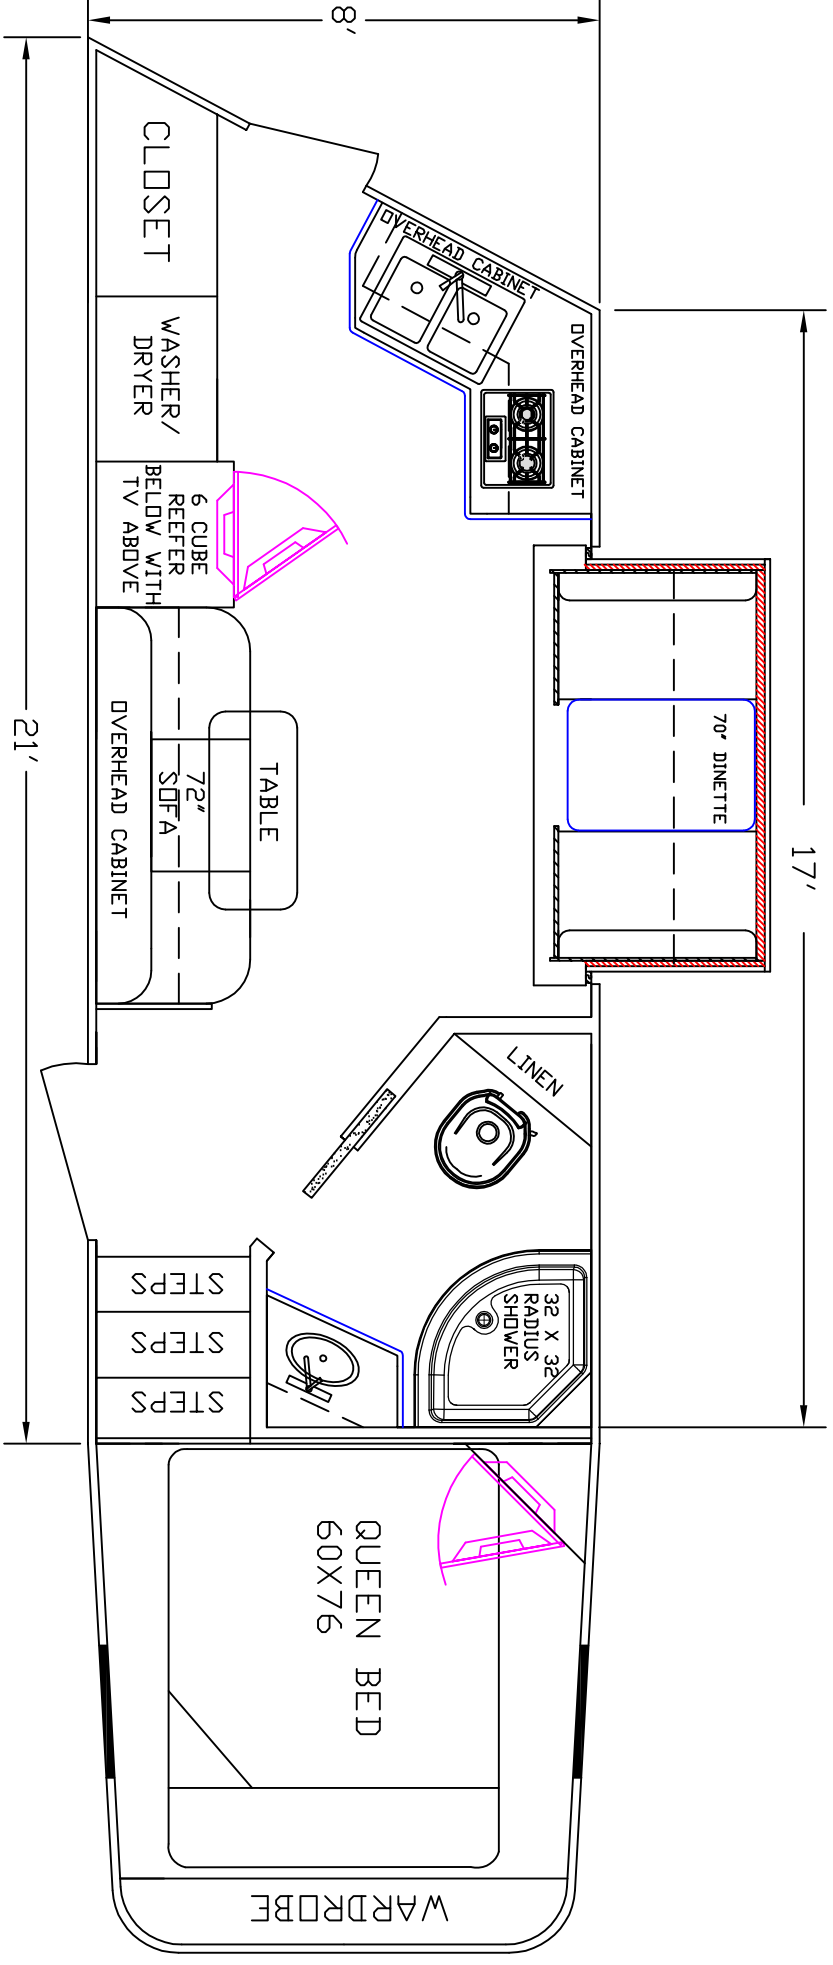 8'
CLOSET
OVERHEAD CABINET
OVERHEAD CABINET
WASHER/
DRYER
6 CUBE
REEFER
BELOW WITH
TV ABOVE
21'
OVERHEAD CABINET
72"
SOFA
TABLE
70" DINETTE
17'
LINEN
STEPS
STEPS
STEPS
32 X 32
RADIUS
SHOWER
QUEEN BED
60X76
WARDROBE